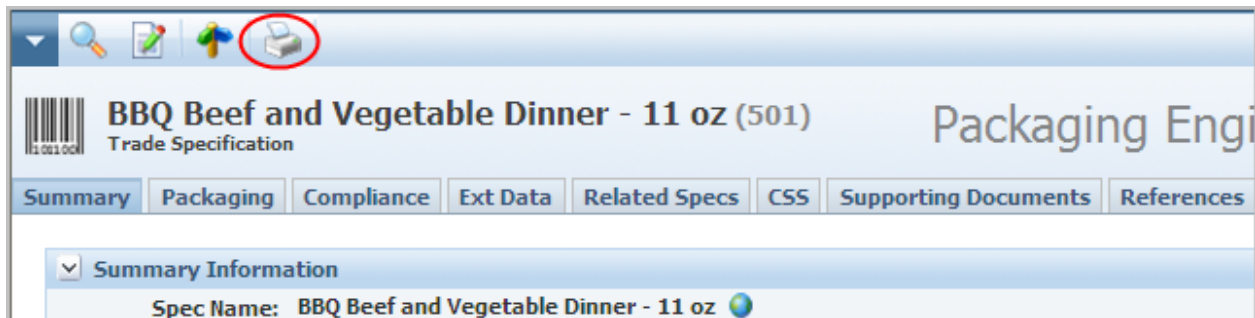 BBQ Beef and Vegetable Dinner - 11 oz (501)
Trade Specification
Packaging Engi
Summary Packaging Compliance Ext Data Related Specs CSS Supporting Documents References
Summary Information
Spec Name: BBQ Beef and Vegetable Dinner - 11 oz